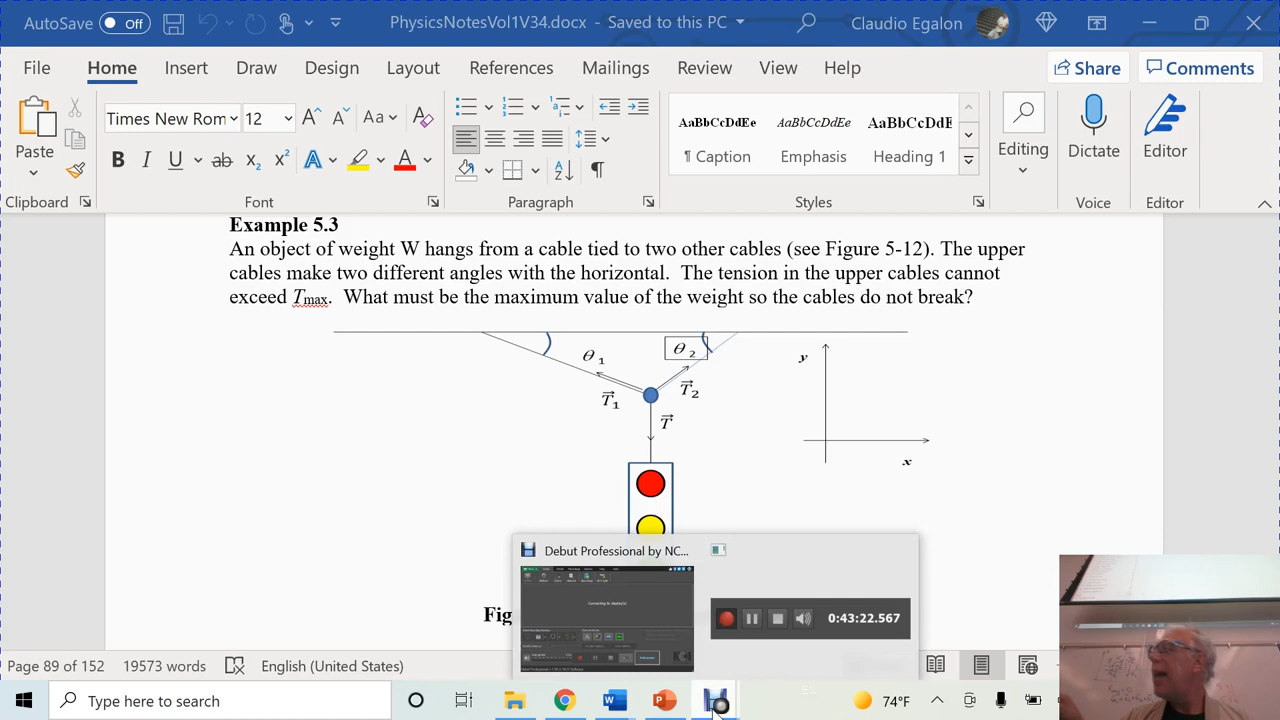 AutoSave Off PhysicsNotesVol1V34.docx - Saved to this PC Claudio Egalon
File Home Insert Draw Design Layout References Mailings Review View Help Share Comments
Times New Rom 12 Aa AaBbCcDdEe AaBbCcDdEe AaBbCcDdE
Paste B I U ab x₂ x² A A ¶ Caption Emphasis Heading 1 Editing Dictate Editor
Clipboard Font Paragraph Styles Voice Editor
Example 5.3
An object of weight W hangs from a cable tied to two other cables (see Figure 5-12). The upper
cables make two different angles with the horizontal. The tension in the upper cables cannot
exceed Tmax. What must be the maximum value of the weight so the cables do not break?
θ 1 θ 2 y
T⃗1 T⃗2
T⃗
x
Debut Professional by NC...
0:43:22.567
Fig
Page 89 of 152 19573 words English (United States)
Type here to search 74°F